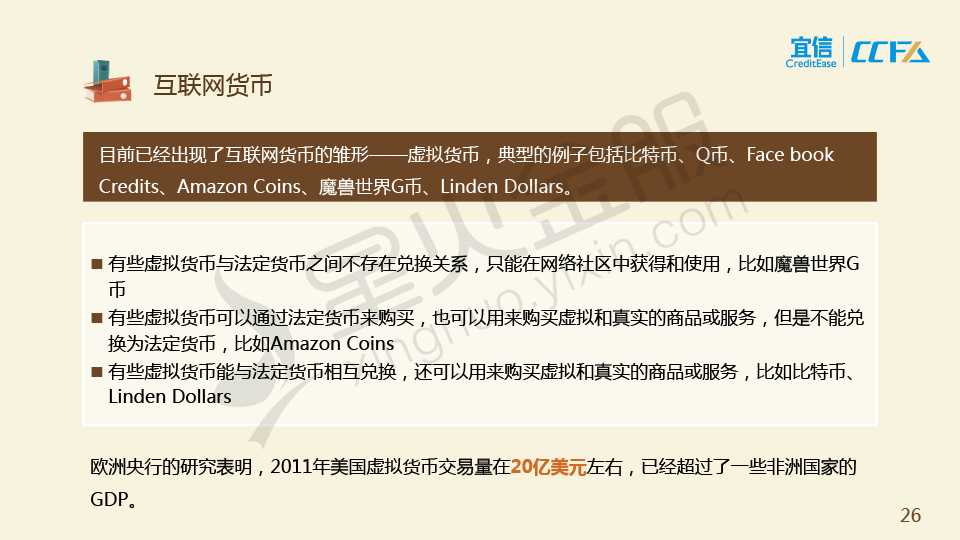 宜信
CreditEase
CCFA
互联网货币
目前已经出现了互联网货币的雏形——虚拟货币，典型的例子包括比特币、Q币、Face book
Credits、Amazon Coins、魔兽世界G币、Linden Dollars。
有些虚拟货币与法定货币之间不存在兑换关系，只能在网络社区中获得和使用，比如魔兽世界G
币
有些虚拟货币可以通过法定货币来购买，也可以用来购买虚拟和真实的商品或服务，但是不能兑
换为法定货币，比如Amazon Coins
有些虚拟货币能与法定货币相互兑换，还可以用来购买虚拟和真实的商品或服务，比如比特币、
Linden Dollars
欧洲央行的研究表明，2011年美国虚拟货币交易量在20亿美元左右，已经超过了一些非洲国家的
GDP。
26
星火金服
xinghuo.yixin.com